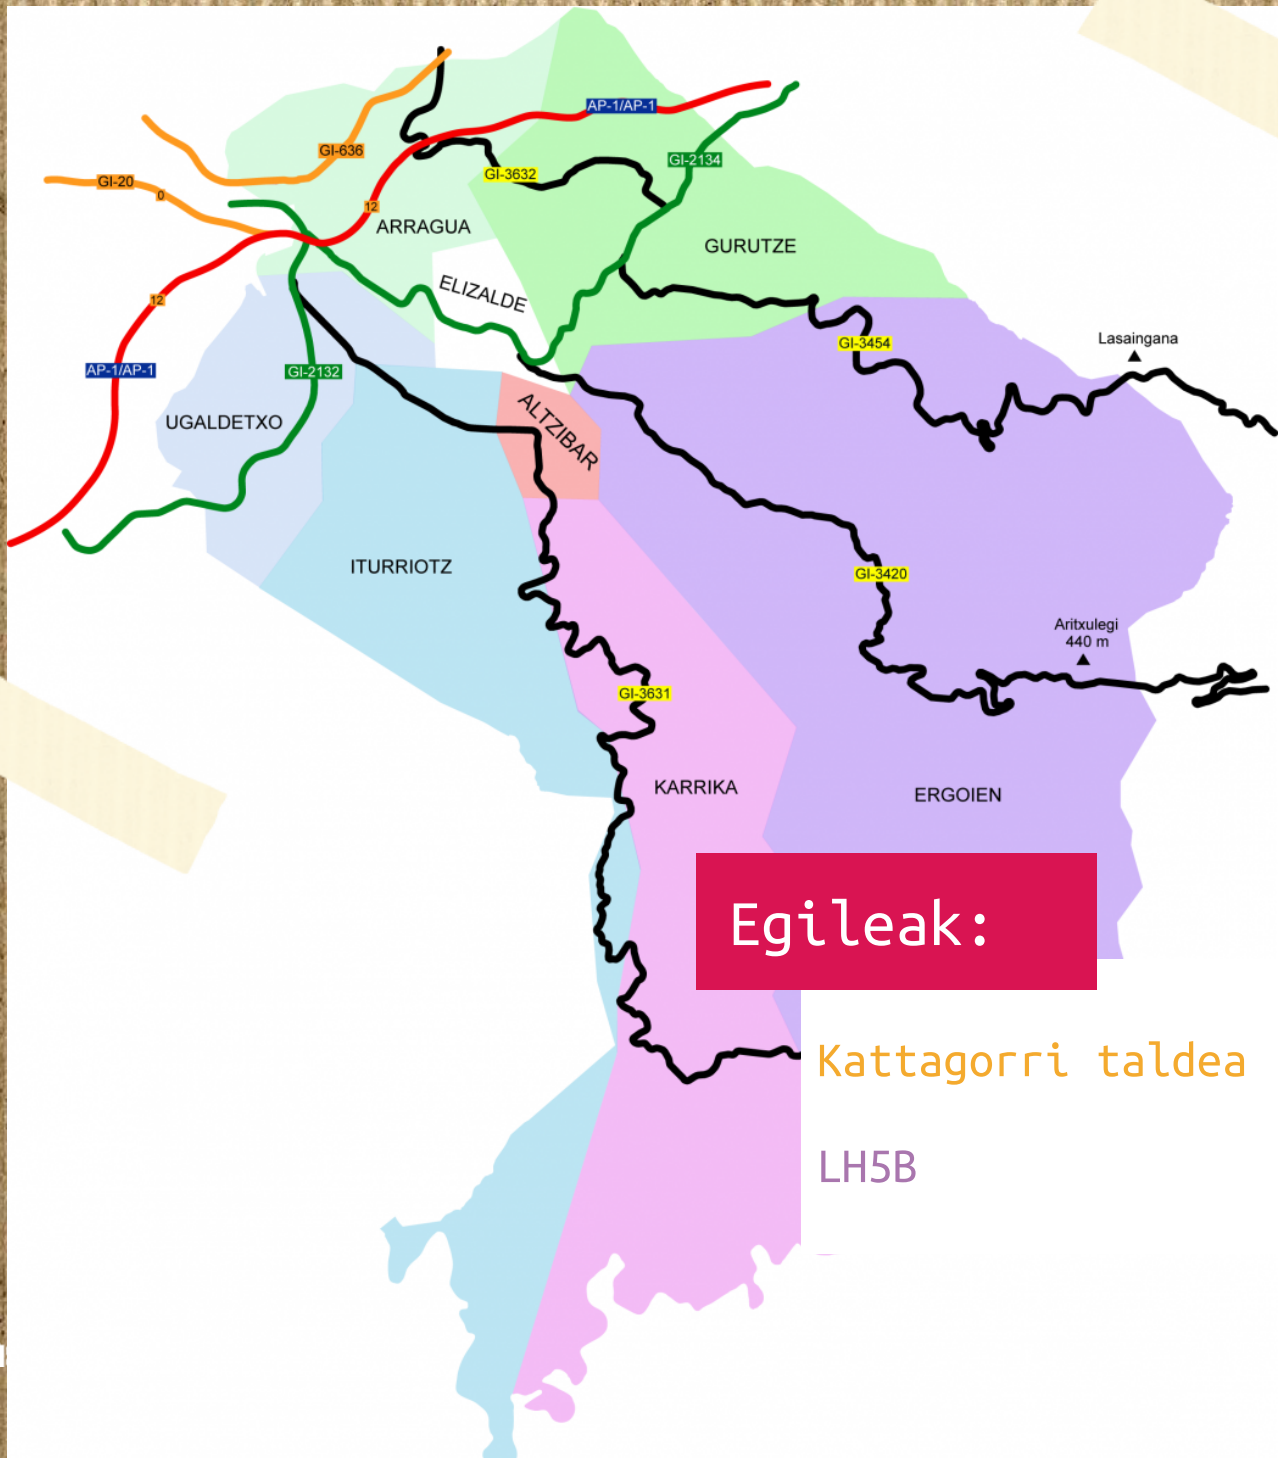 AP-1/AP-1
GI-636
GI-2134
GI-3632
GI-20
0
12
ARRAGUA
GURUTZE
ELIZALDE
12
Lasaingana
GI-3454
AP-1/AP-1
GI-2132
UGALDETXO
ALTZIBAR
ITURRIOTZ
GI-3420
Aritxulegi
440 m
GI-3631
KARRIKA
ERGOIEN
Egileak:
Kattagorri taldea
LH5B